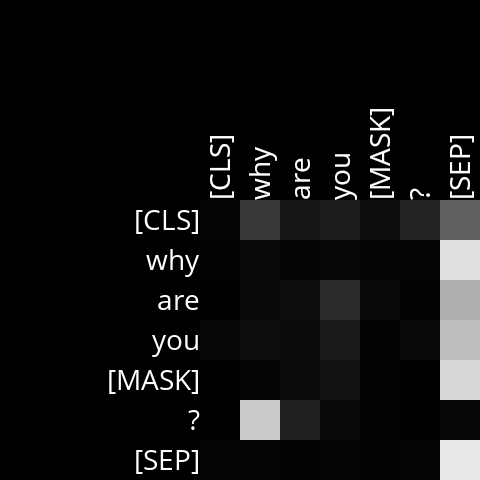 [CLS] why are you [MASK] ? [SEP]
[CLS]
why
are
you
[MASK]
?
[SEP]